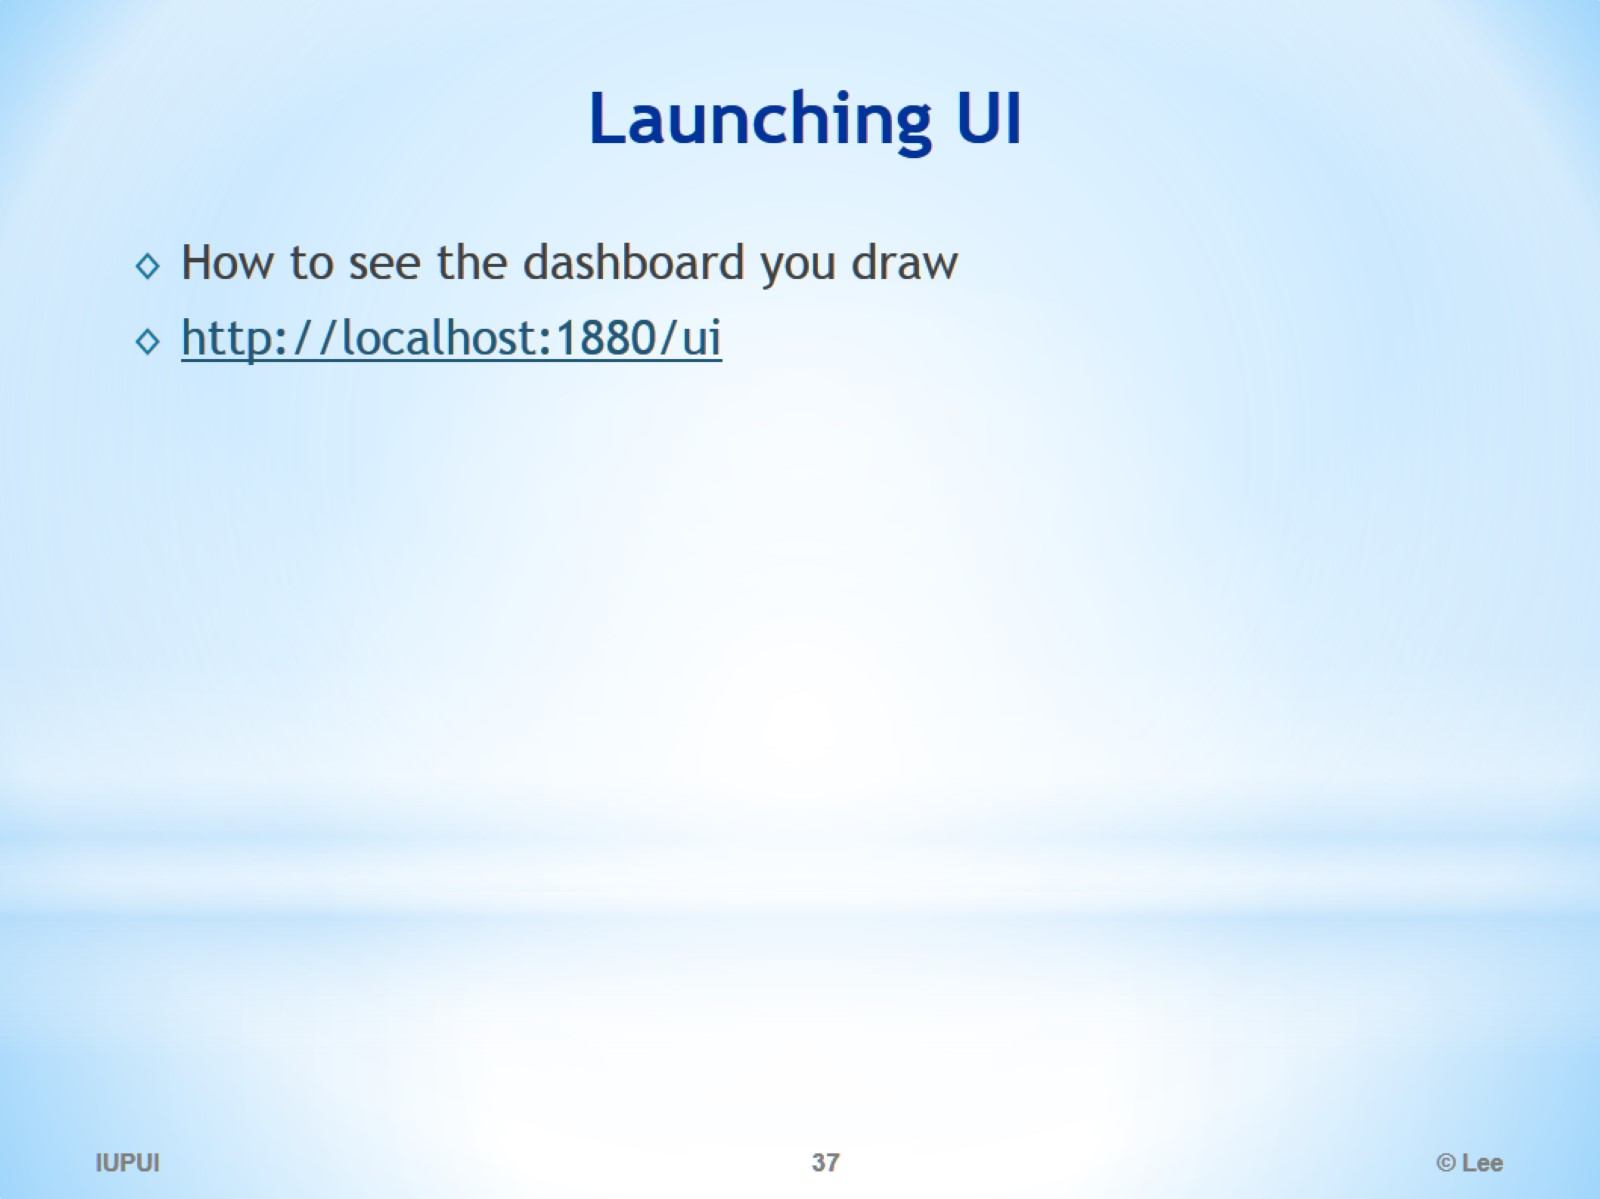 Launching UI
◇ How to see the dashboard you draw
◇ http://localhost:1880/ui
IUPUI 37 © Lee